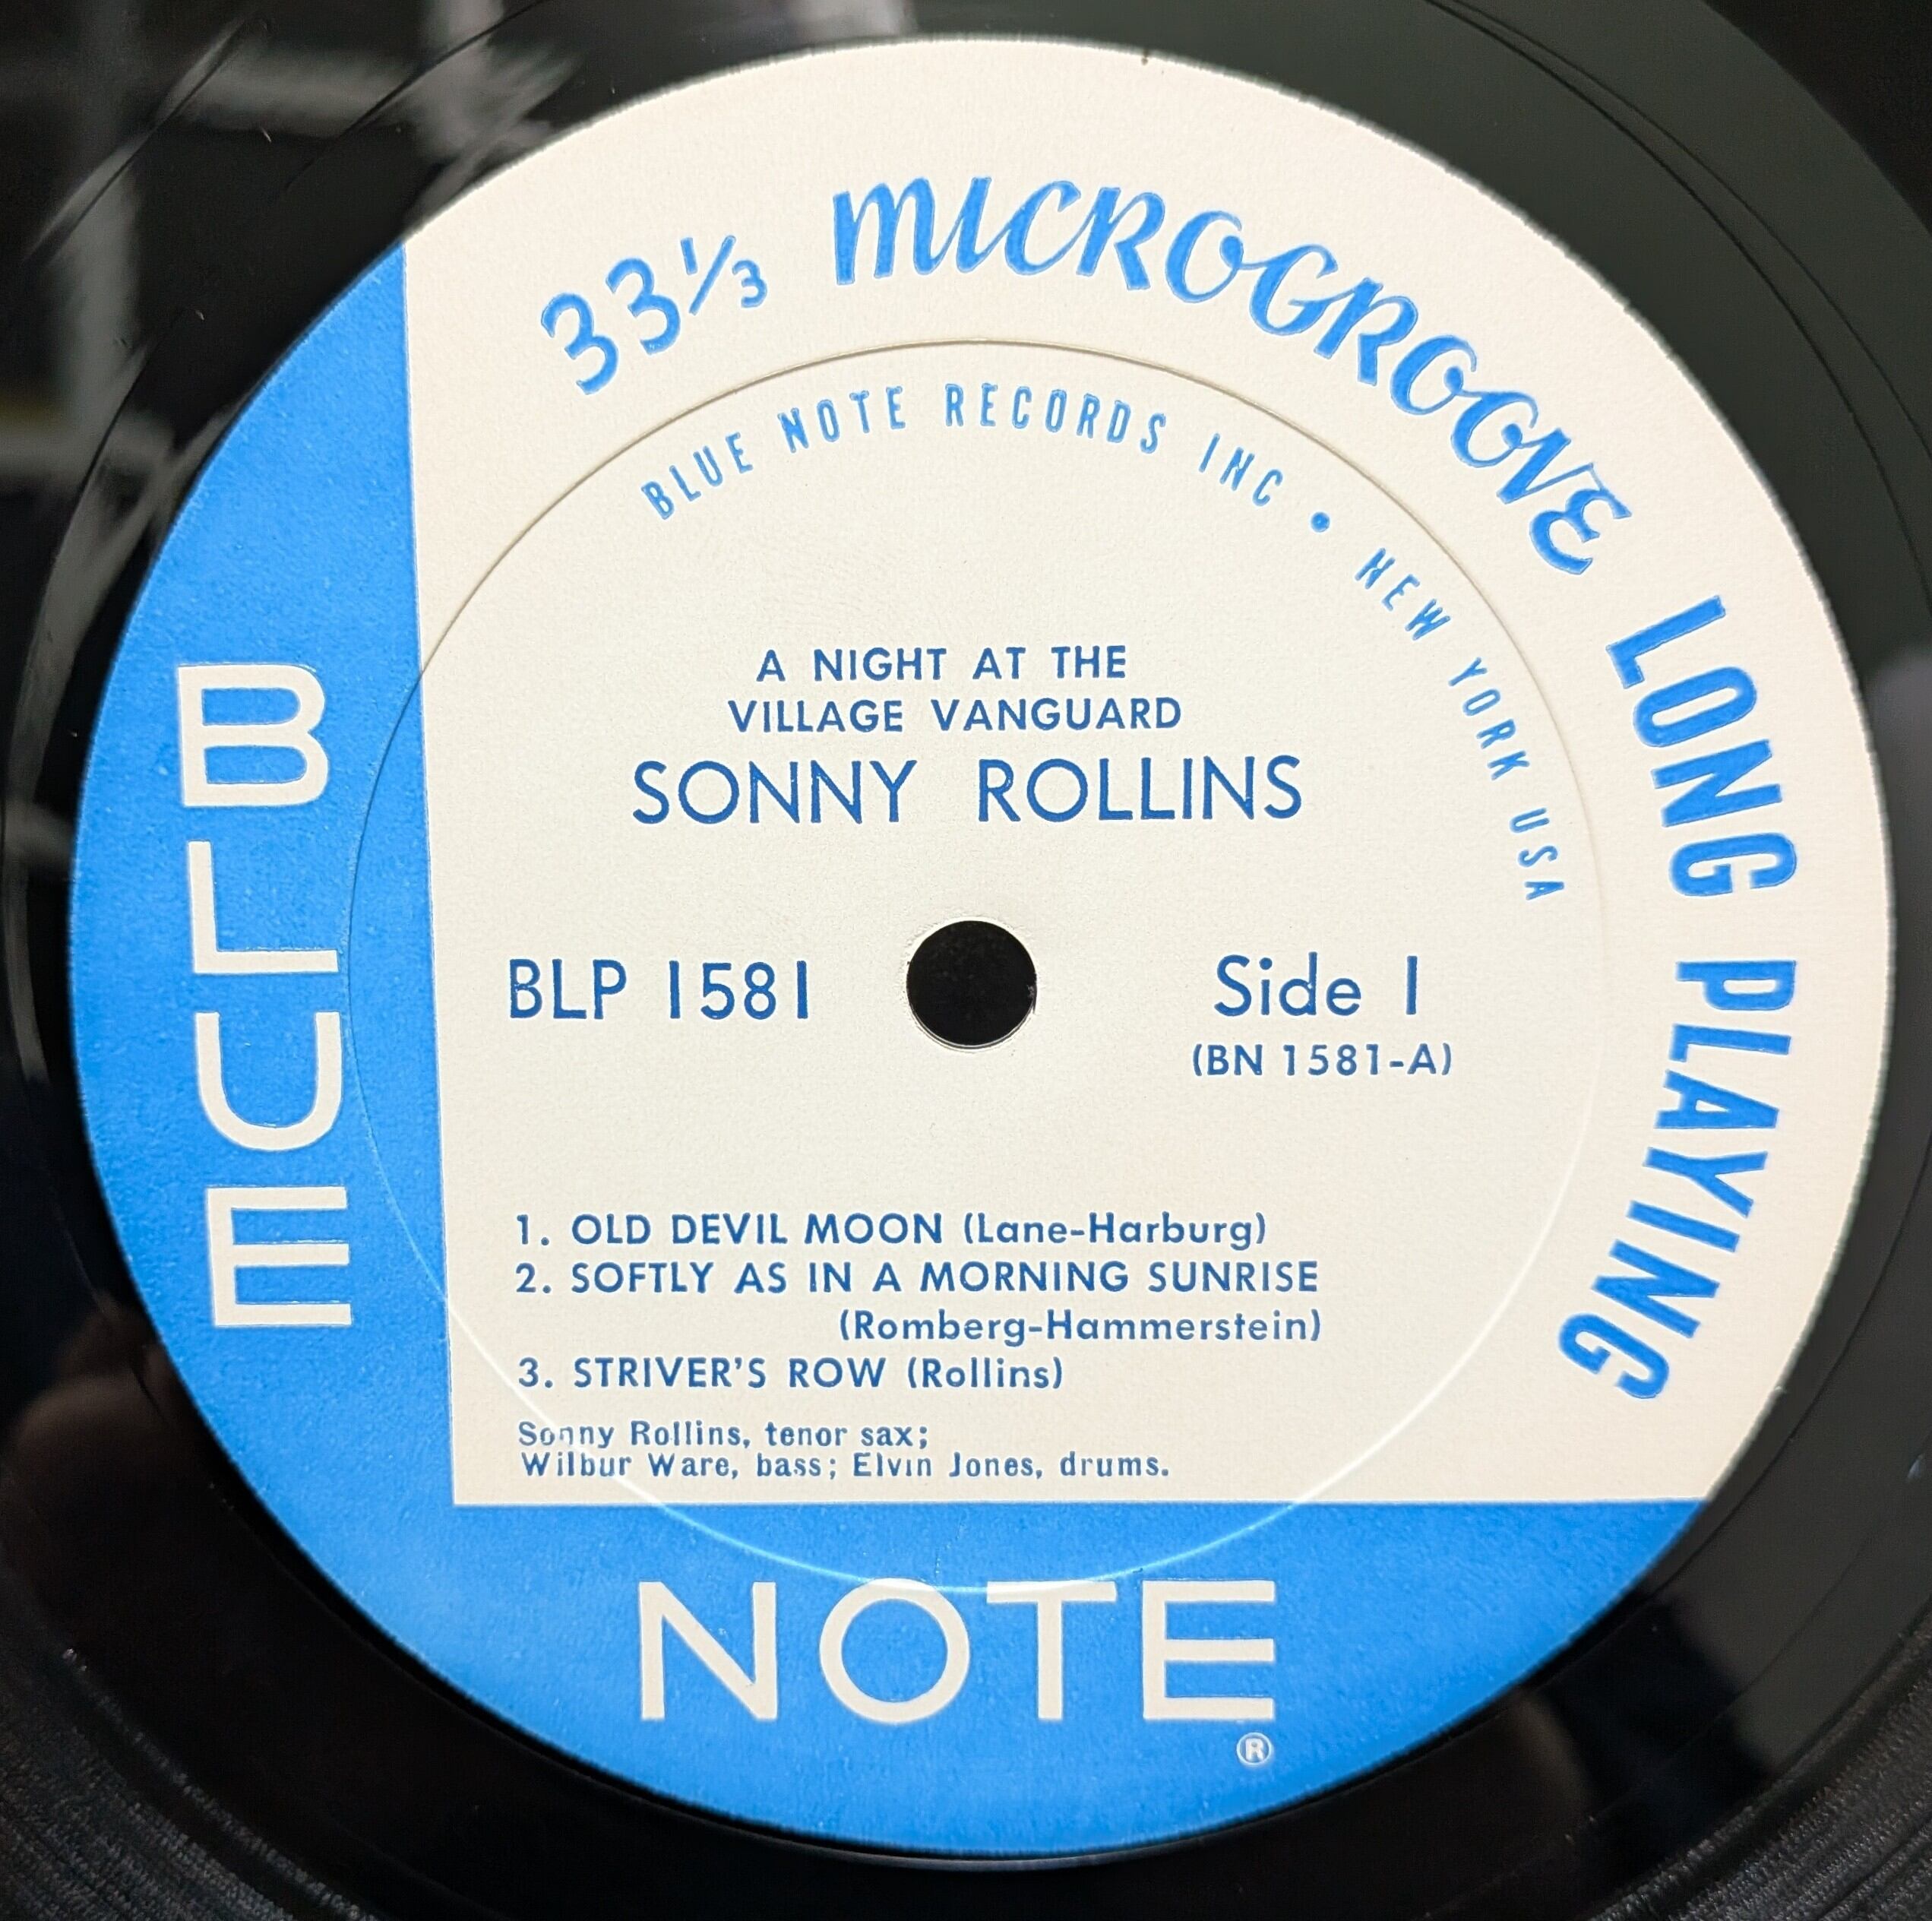 33⅓ MICROGROOVE LONG PLAYING
BLUE NOTE RECORDS INC • NEW YORK USA
A NIGHT AT THE
VILLAGE VANGUARD
SONNY ROLLINS
BLP 1581
Side 1
(BN 1581-A)
1. OLD DEVIL MOON (Lane-Harburg)
2. SOFTLY AS IN A MORNING SUNRISE
(Romberg-Hammerstein)
3. STRIVER'S ROW (Rollins)
Sonny Rollins, tenor sax;
Wilbur Ware, bass; Elvin Jones, drums.
BLUE
NOTE
®